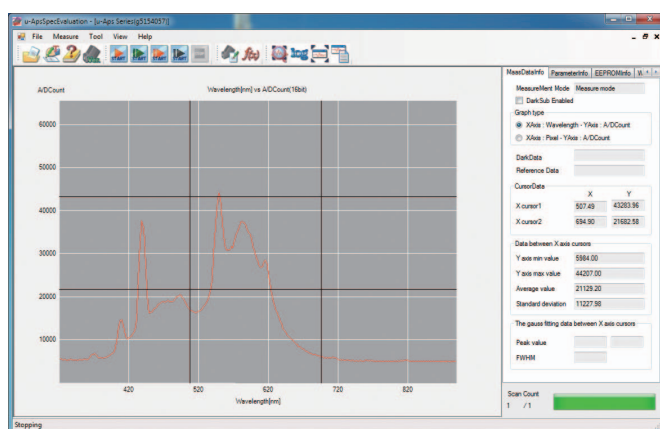 u-ApsSpecEvaluation - [u-Aps Series(g5154057)]
File Measure Tool View Help
START START START START
MeasDataInfo ParameterInfo EEPROMInfo
MeasureMent Mode Measure mode
DarkSub Enabled
Graph type
XAxis : Wavelength - YAxis : A/DCount
XAxis : Pixel - YAxis : A/DCount
DarkData
Reference Data
CursorData
X Y
X-cursor1 507.49 43283.96
X-cursor2 694.90 21682.58
Data between X axis cursors
Y axis min value 5984.00
Y axis max value 44207.00
Average value 21129.20
Standard deviation 11227.98
The gauss fitting data between X axis cursors
Peak value
FWHM
Scan Count
1 / 1
A/DCount
Wavelength[nm] vs A/DCount(16bit)
60000
50000
40000
30000
20000
10000
420 520 620 720 820
Wavelength[nm]
Stopping